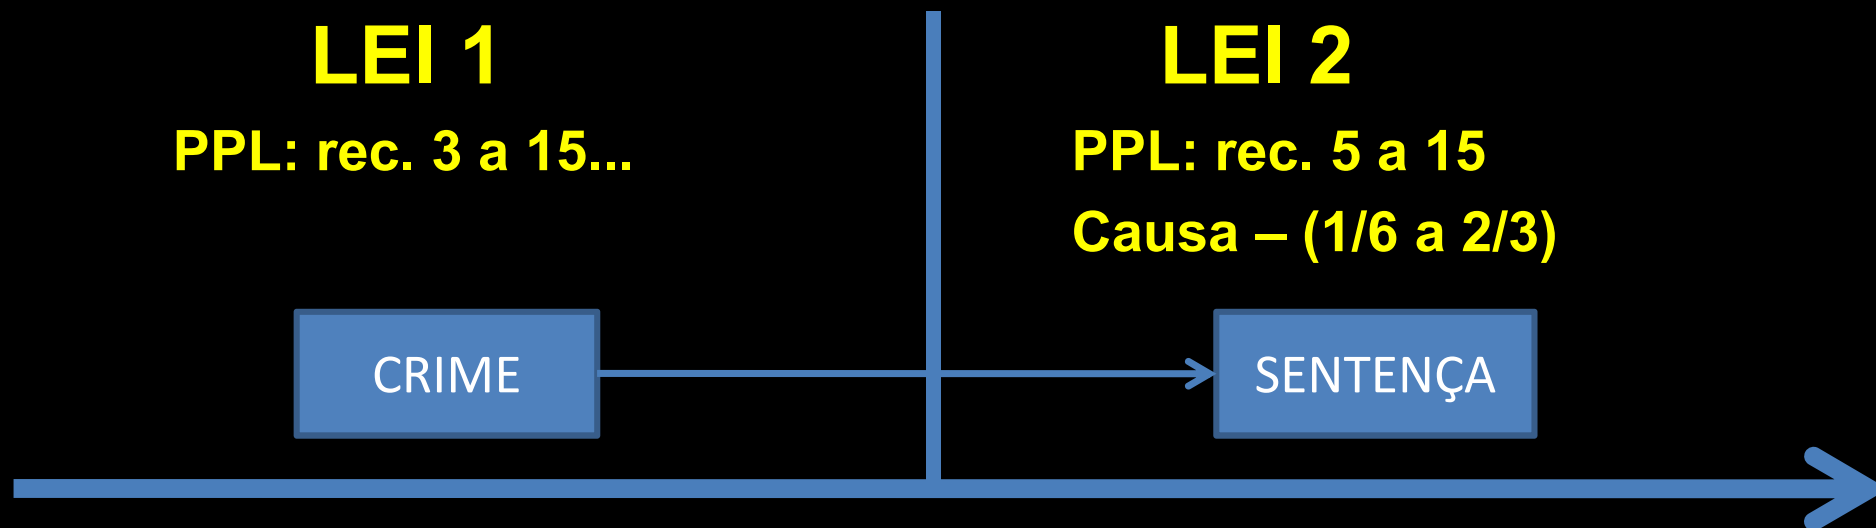 LEI 1
PPL: rec. 3 a 15...
LEI 2
PPL: rec. 5 a 15
Causa – (1/6 a 2/3)
CRIME
SENTENÇA